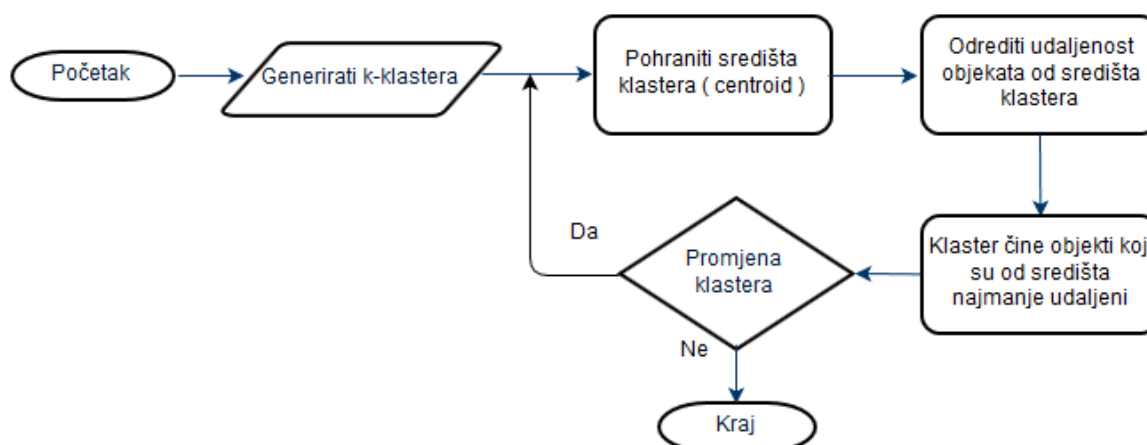 Početak
Generirati k-klastera
Pohraniti središta
klastera ( centroid )
Odrediti udaljenost
objekata od središta
klastera
Klaster čine objekti koj
su od središta
najmanje udaljeni
Promjena
klastera
Da
Ne
Kraj